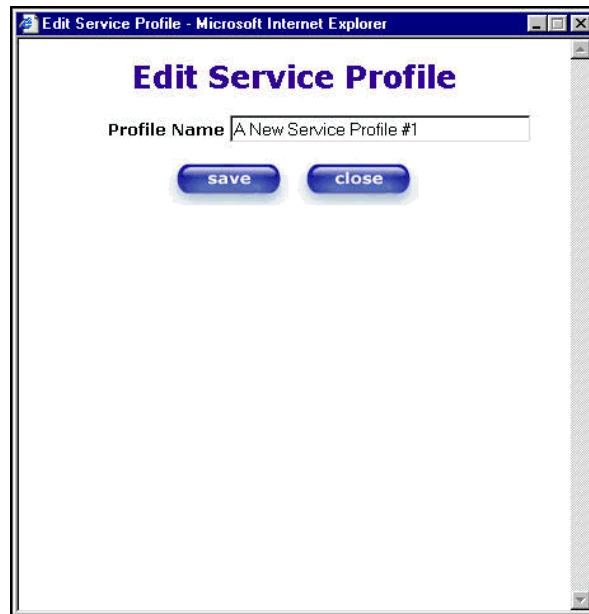 Edit Service Profile - Microsoft Internet Explorer
Edit Service Profile
Profile Name A New Service Profile #1
save close